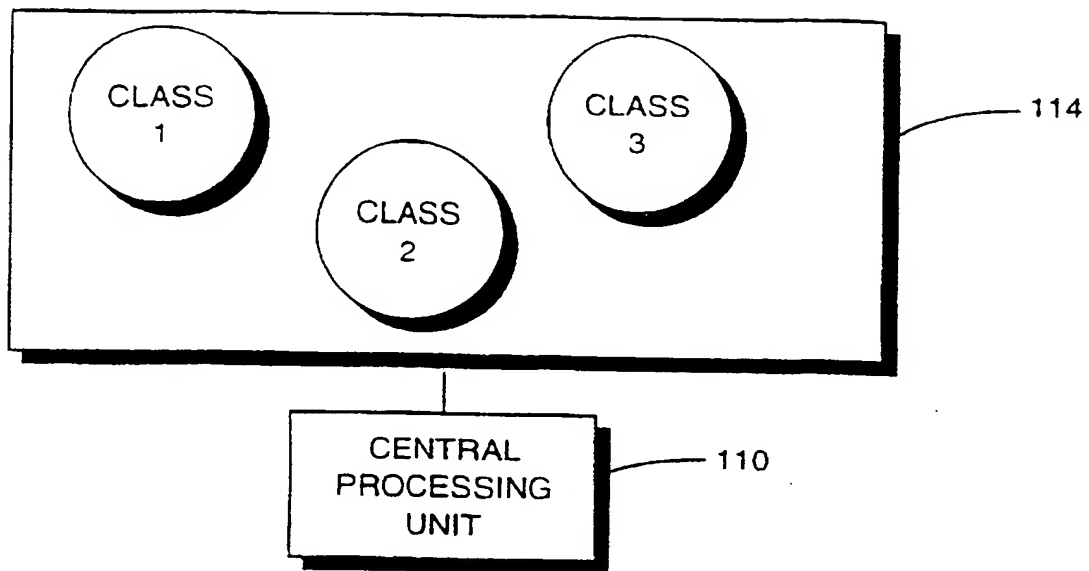 CLASS
1
CLASS
2
CLASS
3
114
CENTRAL
PROCESSING
UNIT
110